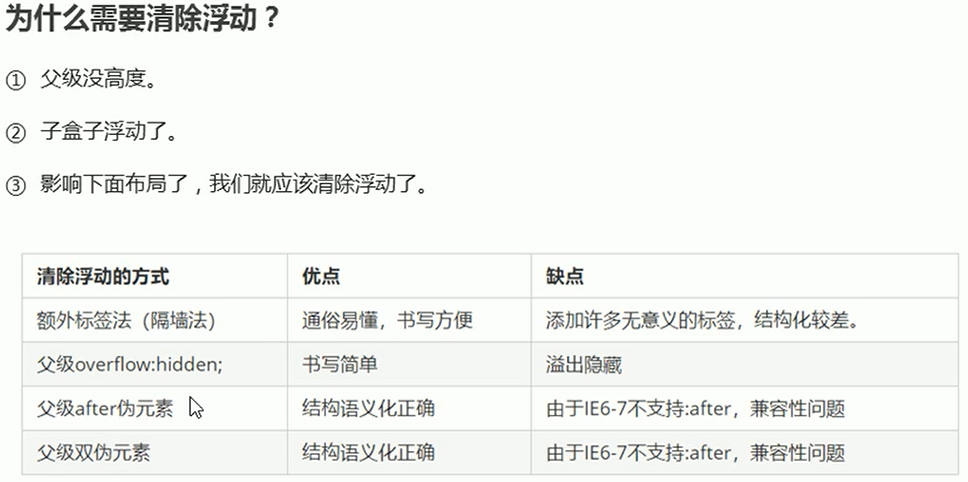 为什么需要清除浮动？
① 父级没高度。
② 子盒子浮动了。
③ 影响下面布局了，我们就应该清除浮动了。
清除浮动的方式 优点 缺点
额外标签法（隔墙法） 通俗易懂，书写方便 添加许多无意义的标签，结构化较差。
父级overflow:hidden; 书写简单 溢出隐藏
父级after伪元素 结构语义化正确 由于IE6-7不支持:after，兼容性问题
父级双伪元素 结构语义化正确 由于IE6-7不支持:after，兼容性问题